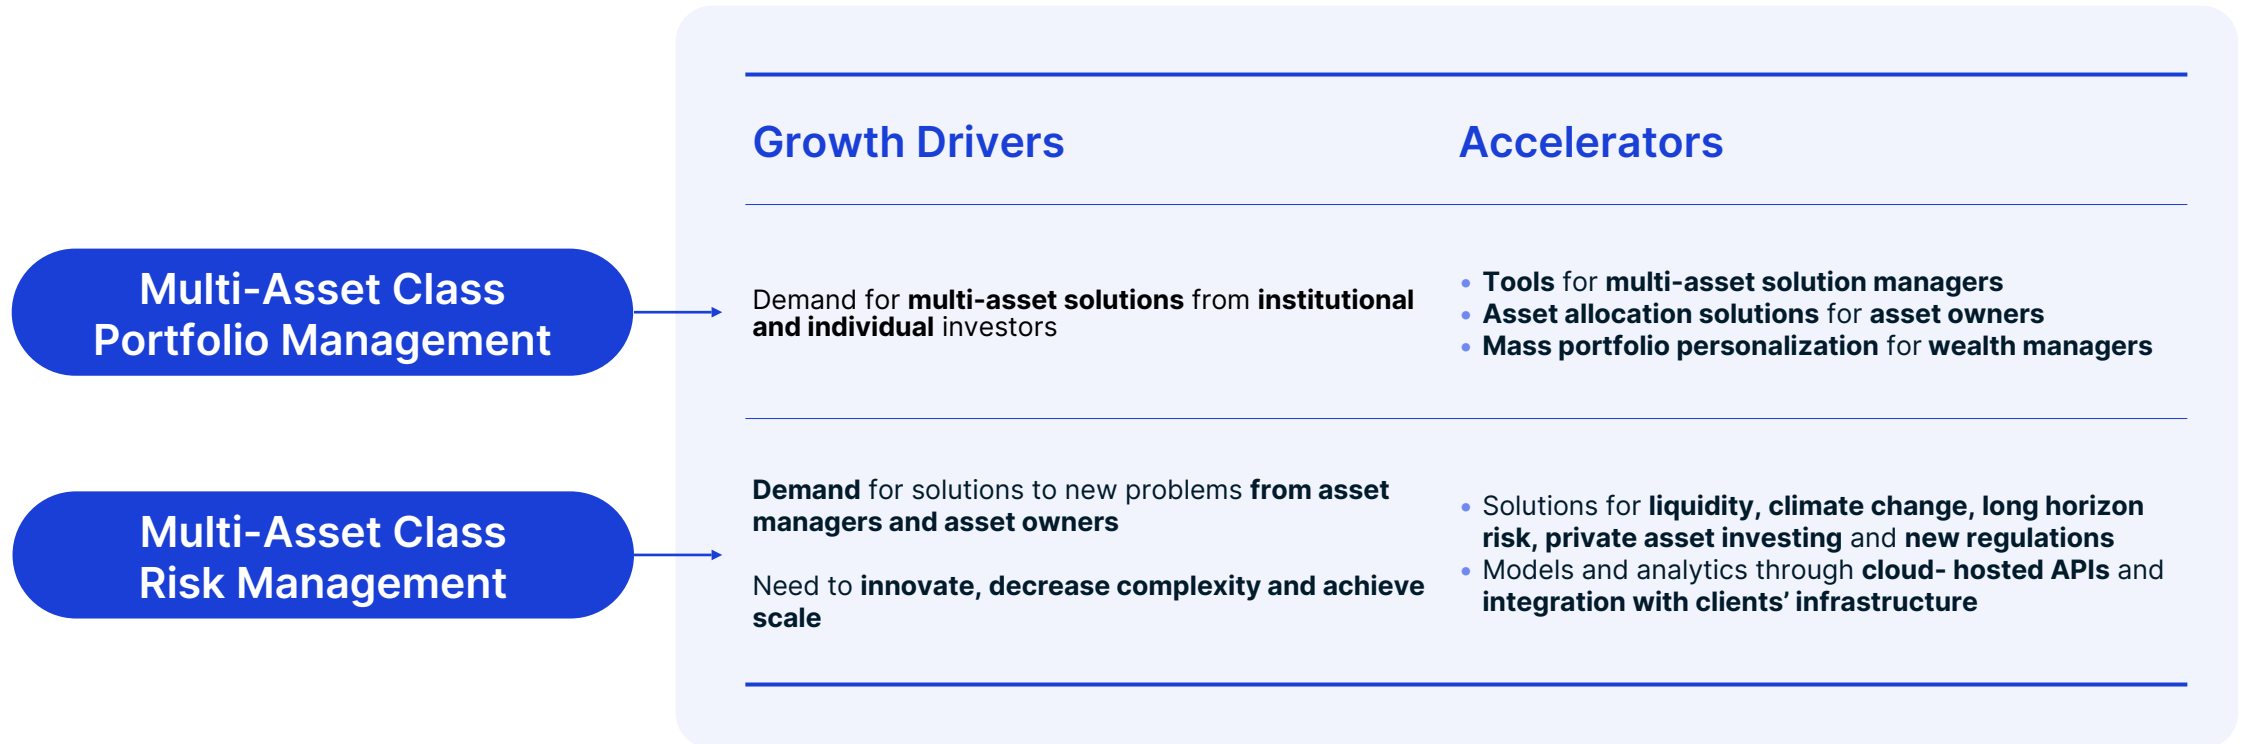 Growth Drivers
Accelerators
Multi-Asset Class
Portfolio Management
Demand for multi-asset solutions from institutional
and individual investors
• Tools for multi-asset solution managers
• Asset allocation solutions for asset owners
• Mass portfolio personalization for wealth managers
Multi-Asset Class
Risk Management
Demand for solutions to new problems from asset
managers and asset owners
Need to innovate, decrease complexity and achieve
scale
• Solutions for liquidity, climate change, long horizon
risk, private asset investing and new regulations
• Models and analytics through cloud- hosted APIs and
integration with clients’ infrastructure